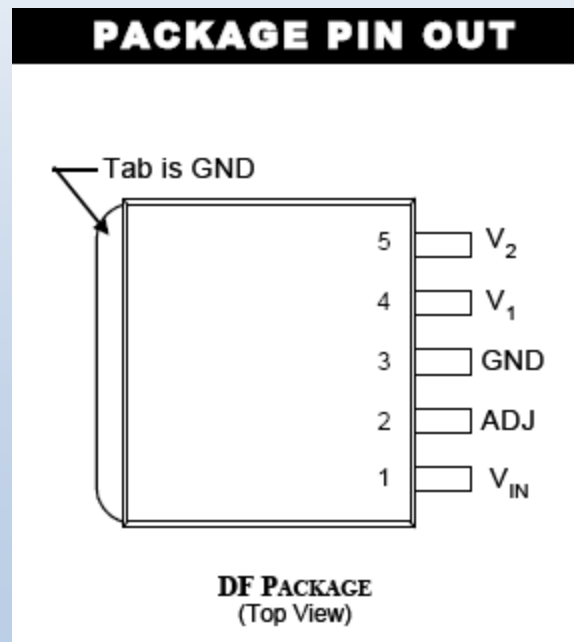 PACKAGE PIN OUT
Tab is GND
5 V₂
4 V₁
3 GND
2 ADJ
1 V_IN
DF PACKAGE
(Top View)